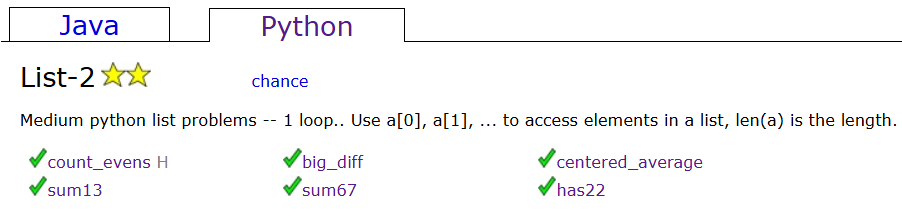 Java Python
List-2 chance
Medium python list problems -- 1 loop.. Use a[0], a[1], ... to access elements in a list, len(a) is the length.
count_evens H big_diff centered_average
sum13 sum67 has22